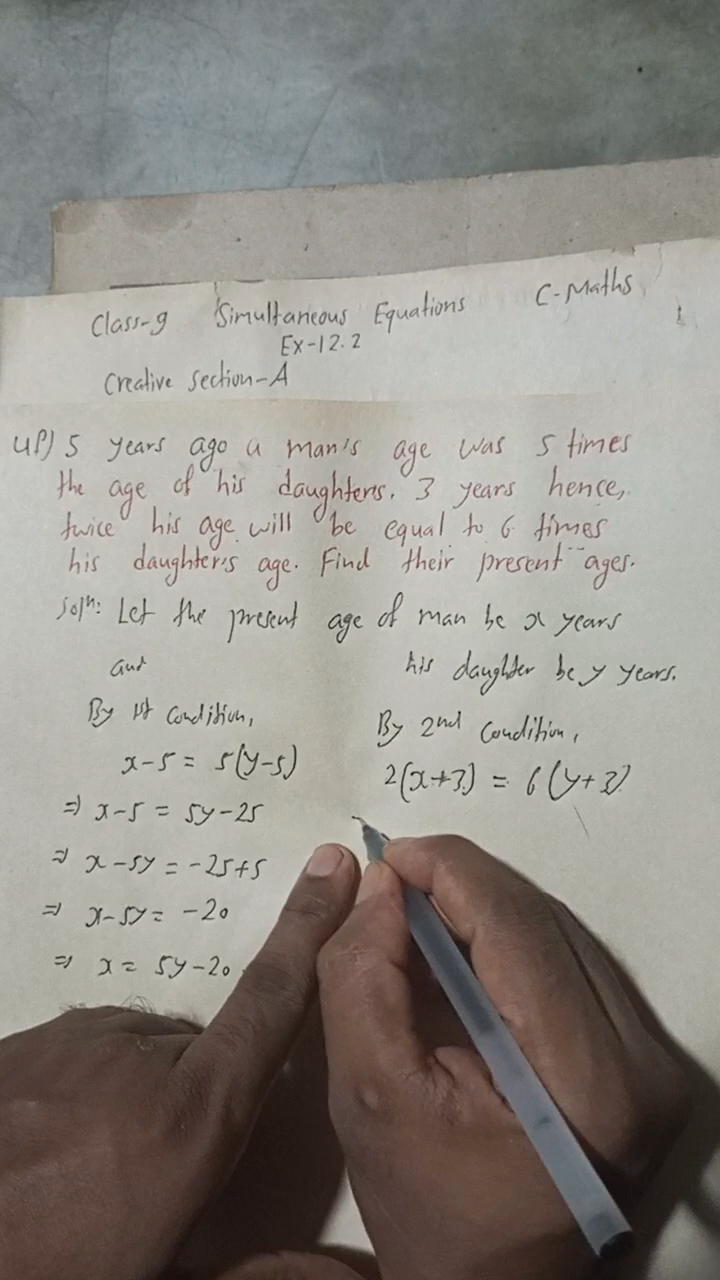 Class-9 Simultaneous Equations C-Maths
Ex-12.2
Creative section-A
5 years ago a man's age was 5 times
the age of his daughters. 3 years hence,
twice his age will be equal to 6 times
his daughter's age. Find their present ages.
Solⁿ: Let the present age of man be x years
and his daughter be y years.
By 1st Condition,
x-5 = 5(y-5)
=> x-5 = 5y-25
=> x-5y = -25+5
=> x-5y = -20
=> x = 5y-20
By 2nd Condition,
2(x+3) = 6(y+3)